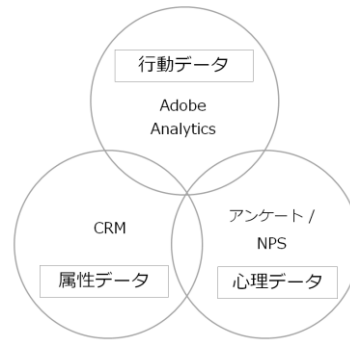 行動データ
Adobe
Analytics
CRM
属性データ
アンケート /
NPS
心理データ